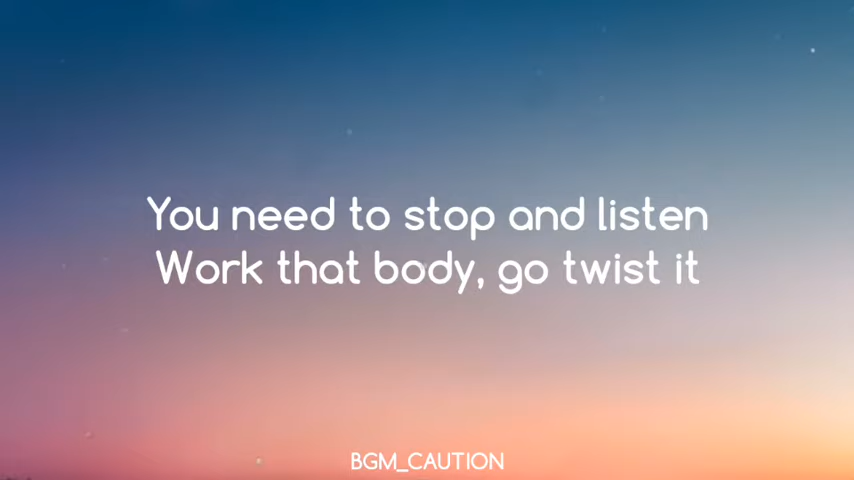 You need to stop and listen
Work that body, go twist it
BGM_CAUTION